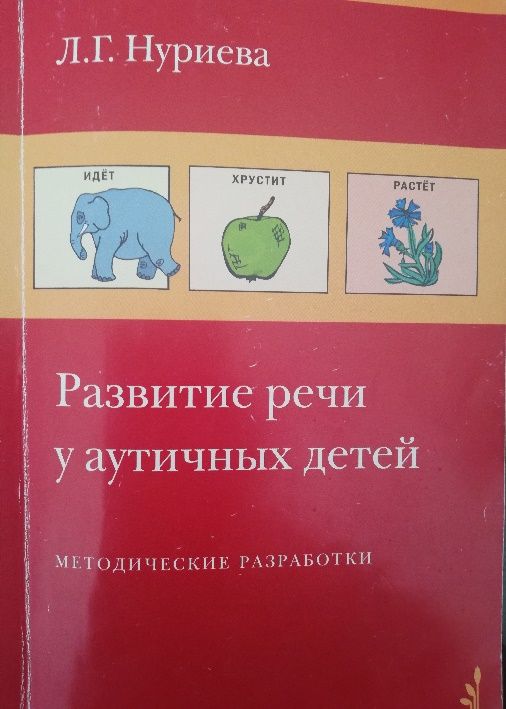 Л.Г. Нуриева
ИДЁТ
ХРУСТИТ
РАСТЁТ
Развитие речи
у аутичных детей
МЕТОДИЧЕСКИЕ РАЗРАБОТКИ